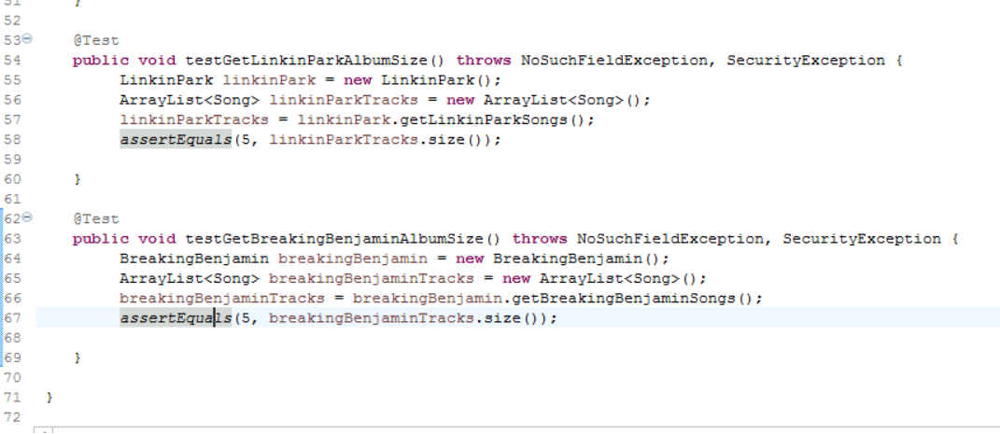 51 }
52
53 @Test
54 public void testGetLinkinParkAlbumSize() throws NoSuchFieldException, SecurityException {
55 LinkinPark linkinPark = new LinkinPark();
56 ArrayList<Song> linkinParkTracks = new ArrayList<Song>();
57 linkinParkTracks = linkinPark.getLinkinParkSongs();
58 assertEquals(5, linkinParkTracks.size());
59
60 }
61
62 @Test
63 public void testGetBreakingBenjaminAlbumSize() throws NoSuchFieldException, SecurityException {
64 BreakingBenjamin breakingBenjamin = new BreakingBenjamin();
65 ArrayList<Song> breakingBenjaminTracks = new ArrayList<Song>();
66 breakingBenjaminTracks = breakingBenjamin.getBreakingBenjaminSongs();
67 assertEquals(5, breakingBenjaminTracks.size());
68
69 }
70
71 }
72